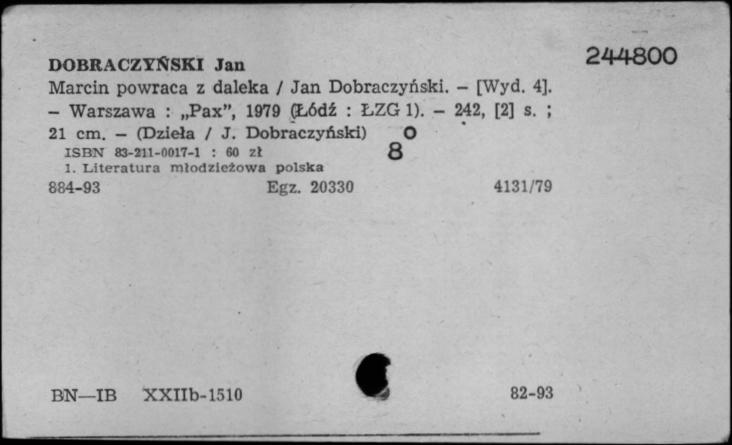 244800
DOBRACZYŃSKI Jan
Marcin powraca z daleka / Jan Dobraczyński. — [Wyd. 4].
— Warszawa : „Pax”, 1979 (Łódź : ŁZG 1). — 242, [2] s. ;
21 cm. — (Dzieła / J. Dobraczyński) O
ISBN 83-211-0017-1 : 60 zł 8
1. Literatura młodzieżowa polska
884-93 Egz. 20330 4131/79
BN—IB XXIIb-1510 82-93